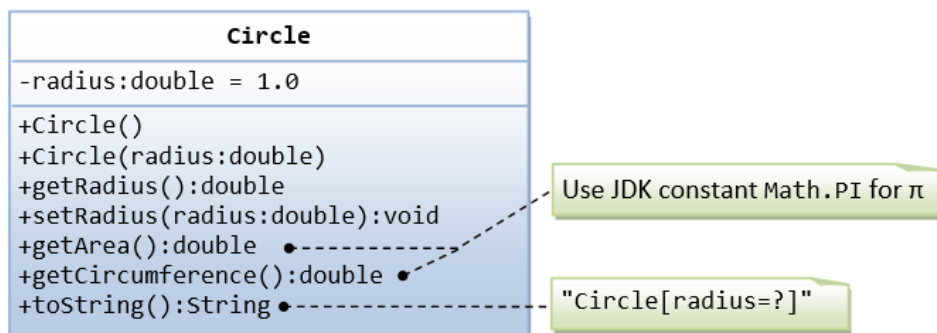 Circle
-radius:double = 1.0
+Circle()
+Circle(radius:double)
+getRadius():double
+setRadius(radius:double):void
+getArea():double
+getCircumference():double
+toString():String
Use JDK constant Math.PI for π
"Circle[radius=?]"